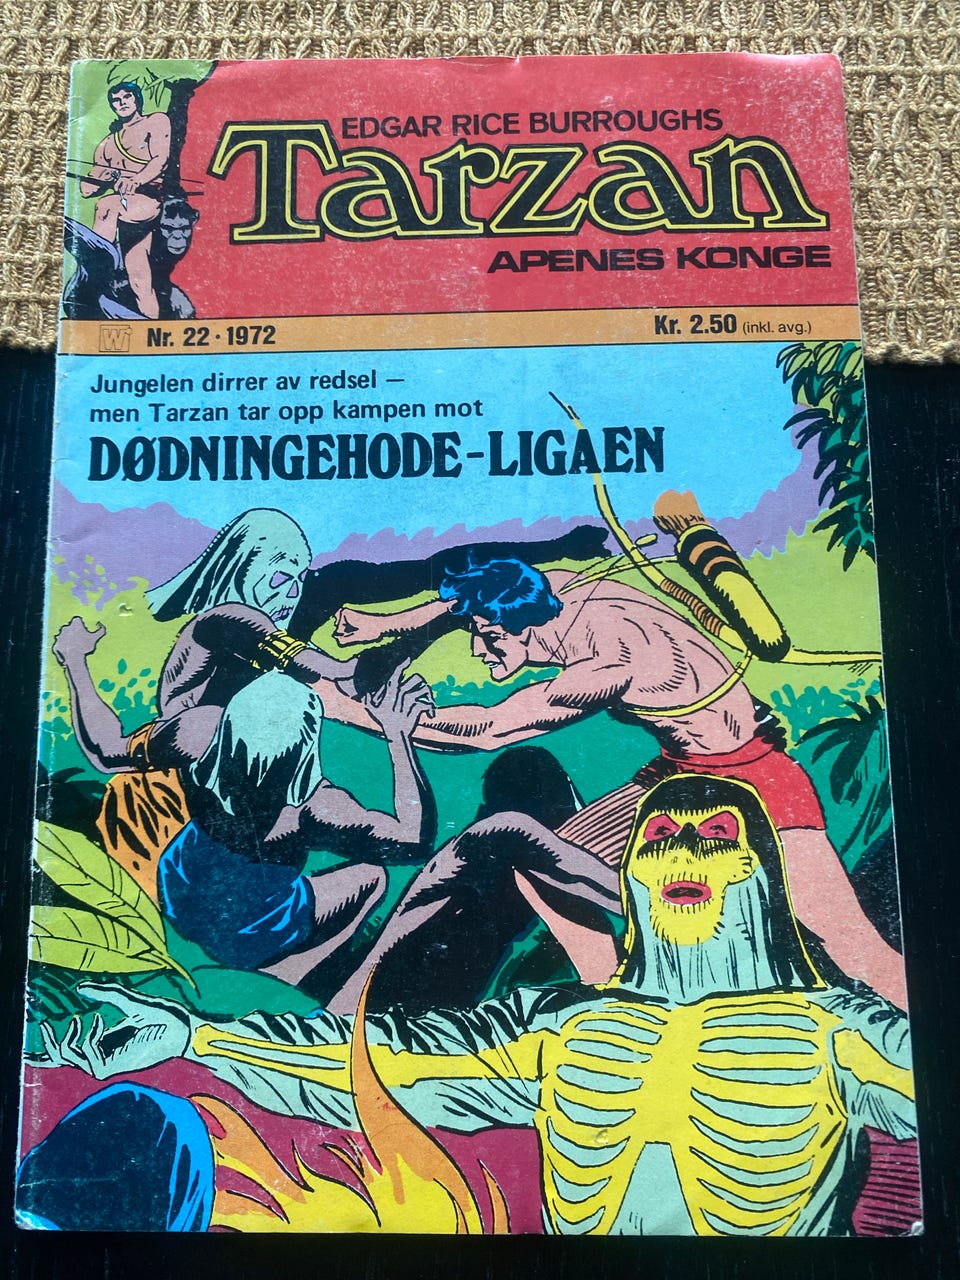 EDGAR RICE BURROUGHS
Tarzan
APENES KONGE
W Nr. 22 · 1972 Kr. 2.50 (inkl. avg.)
Jungelen dirrer av redsel —
men Tarzan tar opp kampen mot
DØDNINGEHODE-LIGAEN